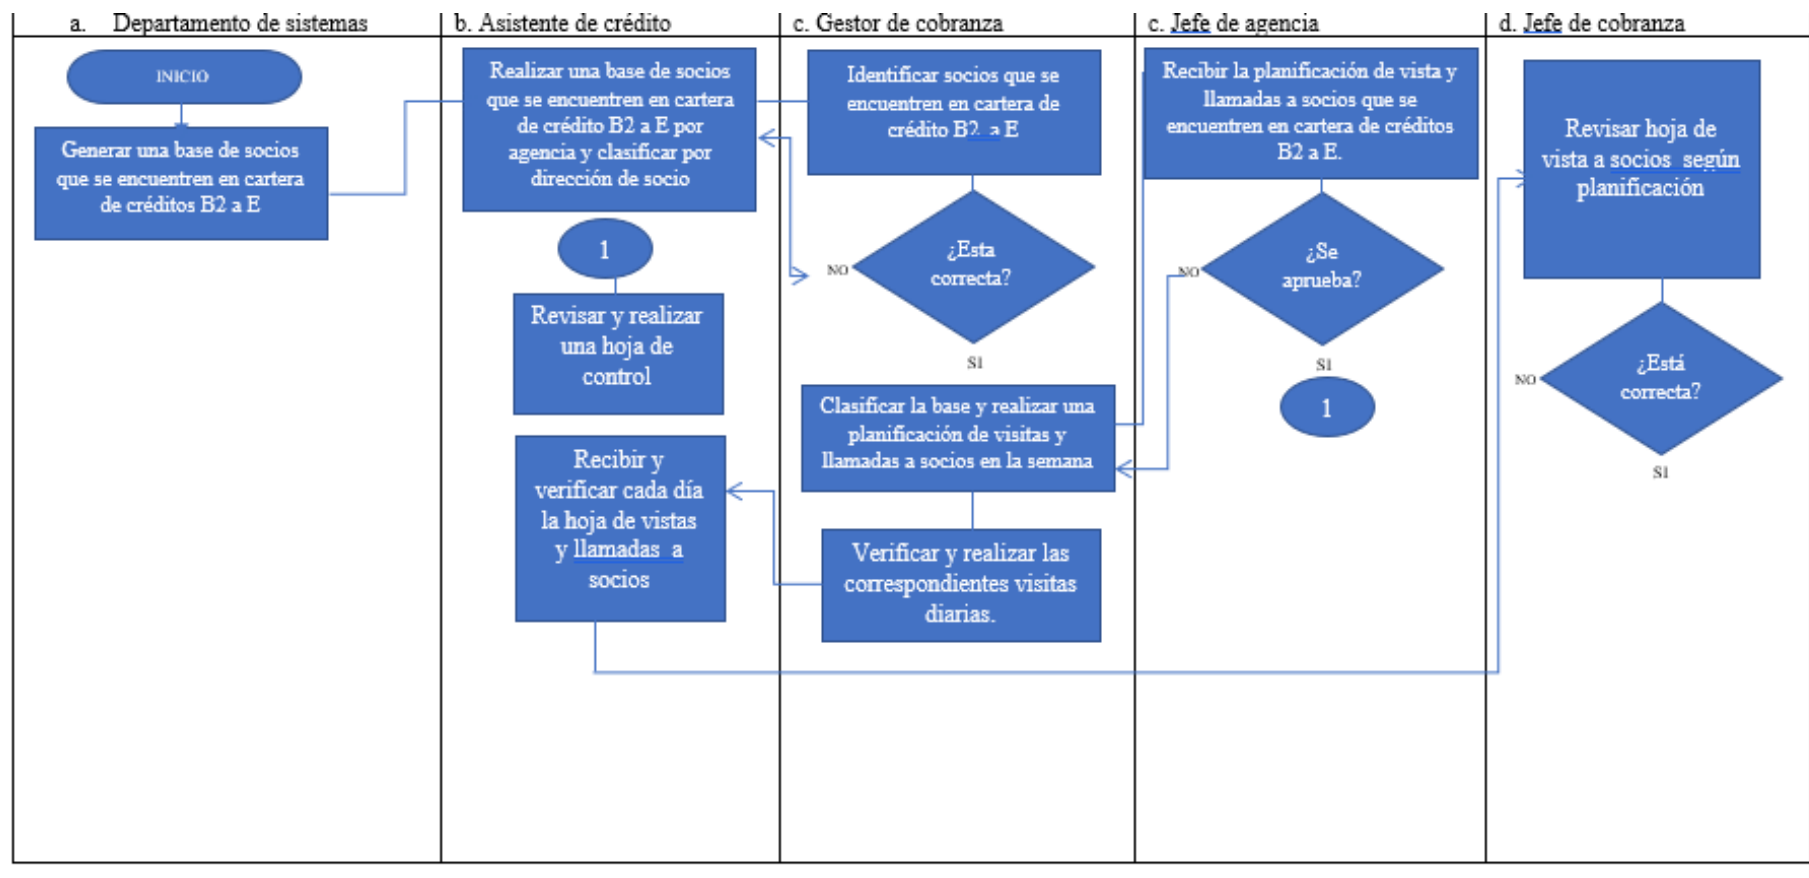 a. Departamento de sistemas
b. Asistente de crédito
c. Gestor de cobranza
c. Jefe de agencia
d. Jefe de cobranza
INICIO
Generar una base de socios
que se encuentren en cartera
de créditos B2 a E
Realizar una base de socios
que se encuentren en cartera
de crédito B2 a E por
agencia y clasificar por
dirección de socio
1
Revisar y realizar
una hoja de
control
Recibir y
verificar cada día
la hoja de vistas
y llamadas a
socios
Identificar socios que se
encuentren en cartera de
crédito B2 a E
¿Esta
correcta?
NO
SI
Clasificar la base y realizar una
planificación de visitas y
llamadas a socios en la semana
Verificar y realizar las
correspondientes visitas
diarias.
Recibir la planificación de vista y
llamadas a socios que se
encuentren en cartera de créditos
B2 a E.
¿Se
aprueba?
NO
SI
1
Revisar hoja de
vista a socios según
planificación
¿Está
correcta?
NO
SI